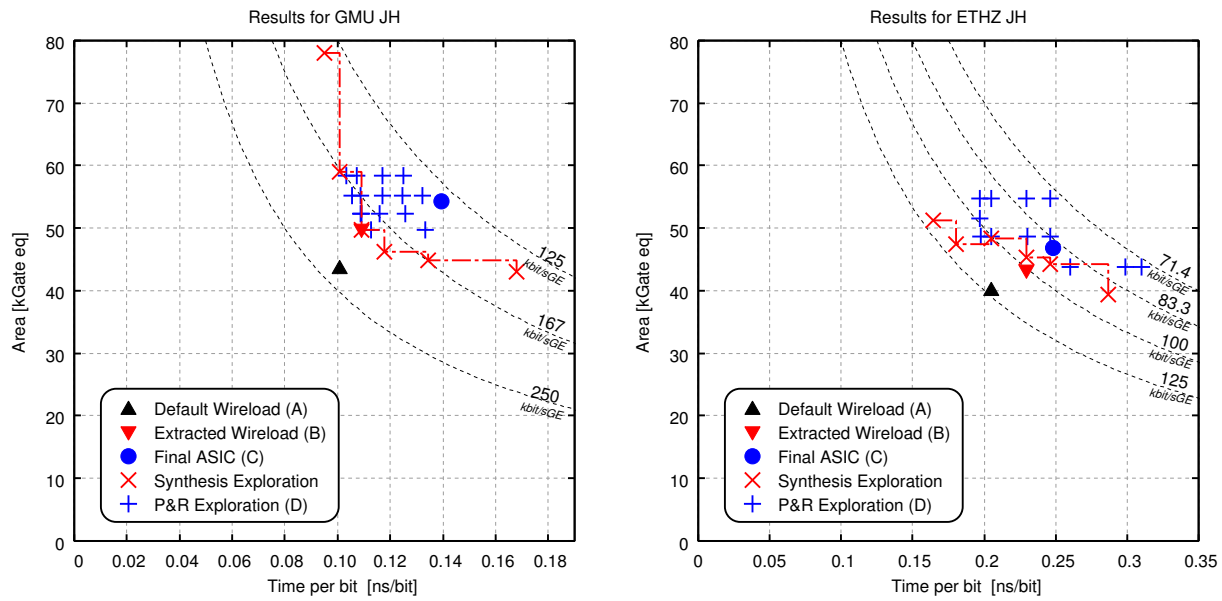 Results for GMU JH
80
70
60
50
40
30
20
10
0
Area [kGate eq]
125
kbit/sGE
167
kbit/sGE
250
kbit/sGE
Default Wireload (A)
Extracted Wireload (B)
Final ASIC (C)
Synthesis Exploration
P&R Exploration (D)
0 0.02 0.04 0.06 0.08 0.10 0.12 0.14 0.16 0.18
Time per bit [ns/bit]
Results for ETHZ JH
80
70
60
50
40
30
20
10
0
Area [kGate eq]
71.4
kbit/sGE
83.3
kbit/sGE
100
kbit/sGE
125
kbit/sGE
Default Wireload (A)
Extracted Wireload (B)
Final ASIC (C)
Synthesis Exploration
P&R Exploration (D)
0 0.05 0.1 0.15 0.2 0.25 0.3 0.35
Time per bit [ns/bit]